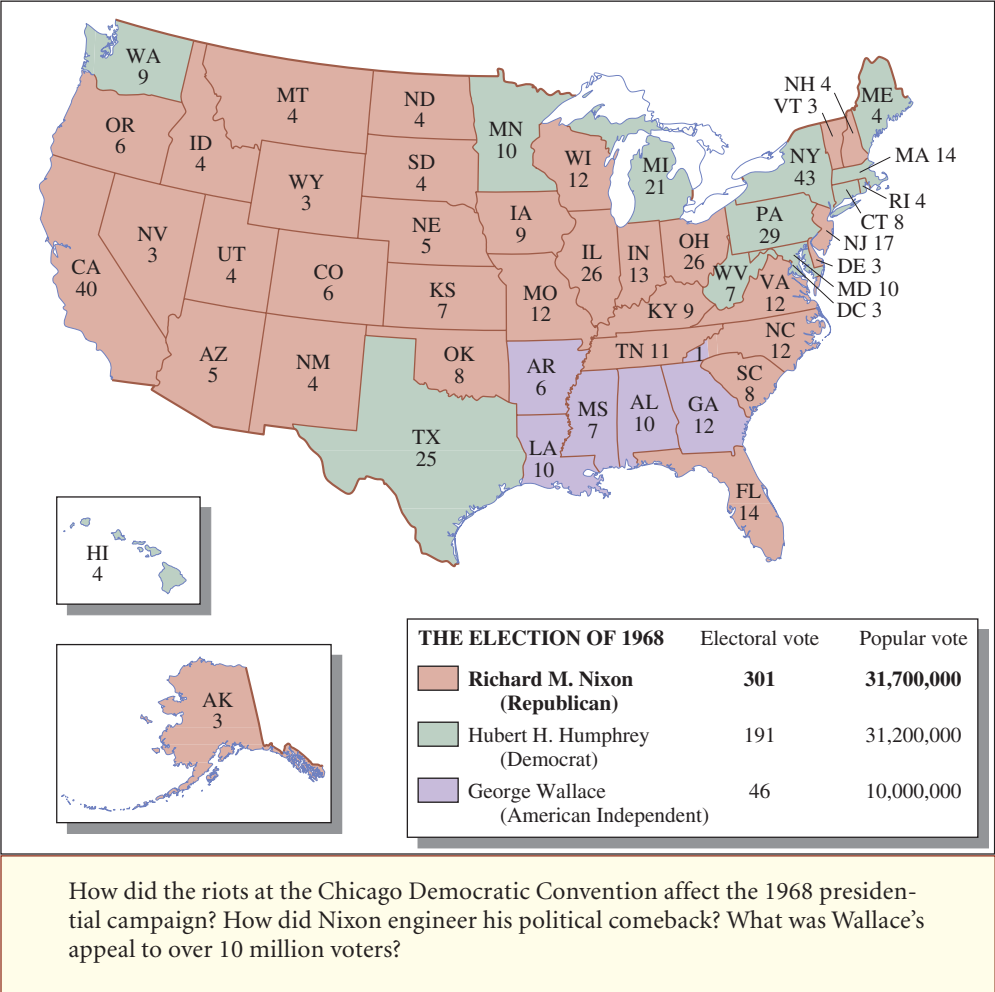 WA
9
MT
4
ND
4
MN
10
OR
6
ID
4
WY
3
SD
4
WI
12
MI
21
NH 4
VT 3
ME
4
NY
43
MA 14
RI 4
CT 8
NJ 17
DE 3
MD 10
DC 3
PA
29
NV
3
UT
4
CO
6
NE
5
IA
9
IL
26
IN
13
OH
26
WV
7
VA
12
CA
40
KS
7
MO
12
KY 9
NC
12
AZ
5
NM
4
OK
8
AR
6
TN 11
1
SC
8
MS
7
AL
10
GA
12
TX
25
LA
10
FL
14
HI
4
AK
3
THE ELECTION OF 1968 Electoral vote Popular vote
Richard M. Nixon 301 31,700,000
(Republican)
Hubert H. Humphrey 191 31,200,000
(Democrat)
George Wallace 46 10,000,000
(American Independent)
How did the riots at the Chicago Democratic Convention affect the 1968 presiden-
tial campaign? How did Nixon engineer his political comeback? What was Wallace's
appeal to over 10 million voters?